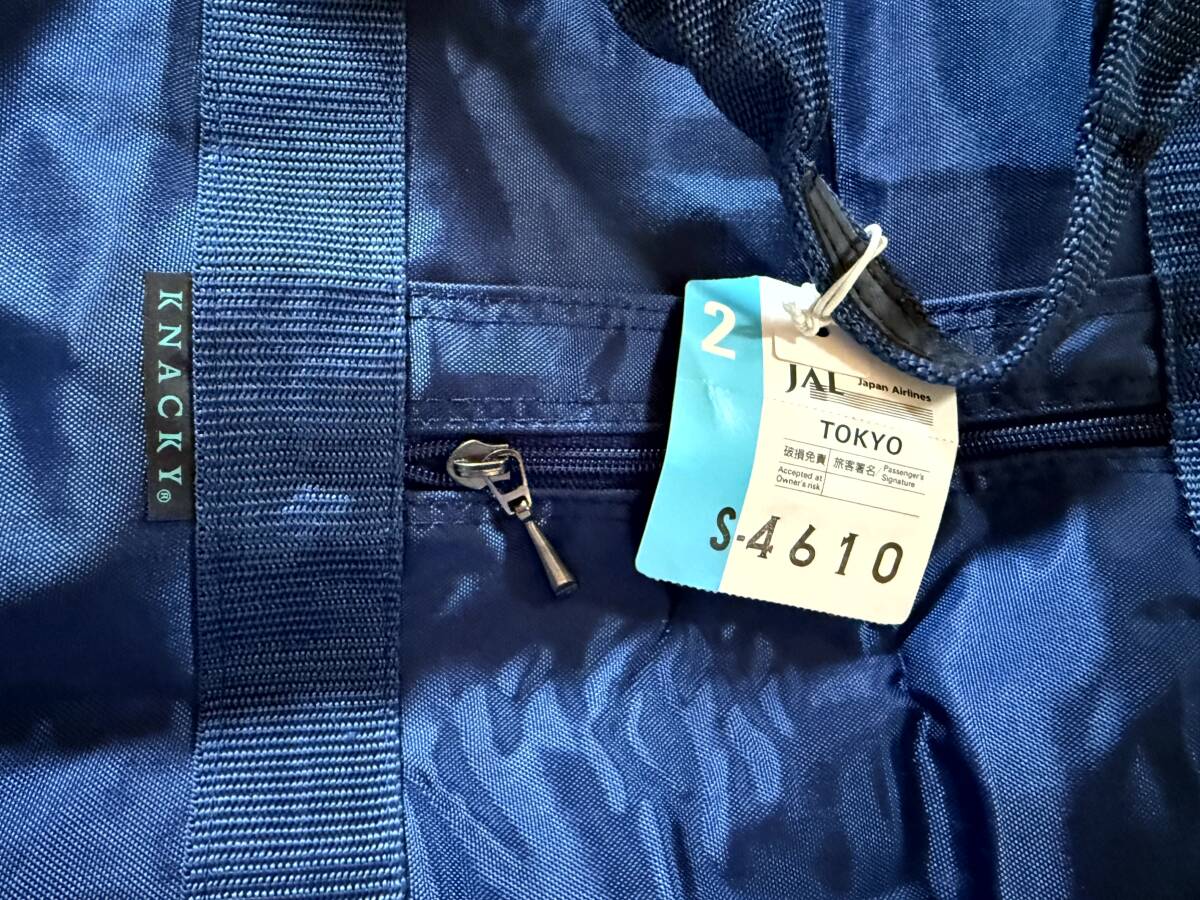 KNACKY®
2
JAL Japan Airlines
TOKYO
破損免責 旅客署名 / Passenger's Signature
Accepted at Owner's risk
S-4610